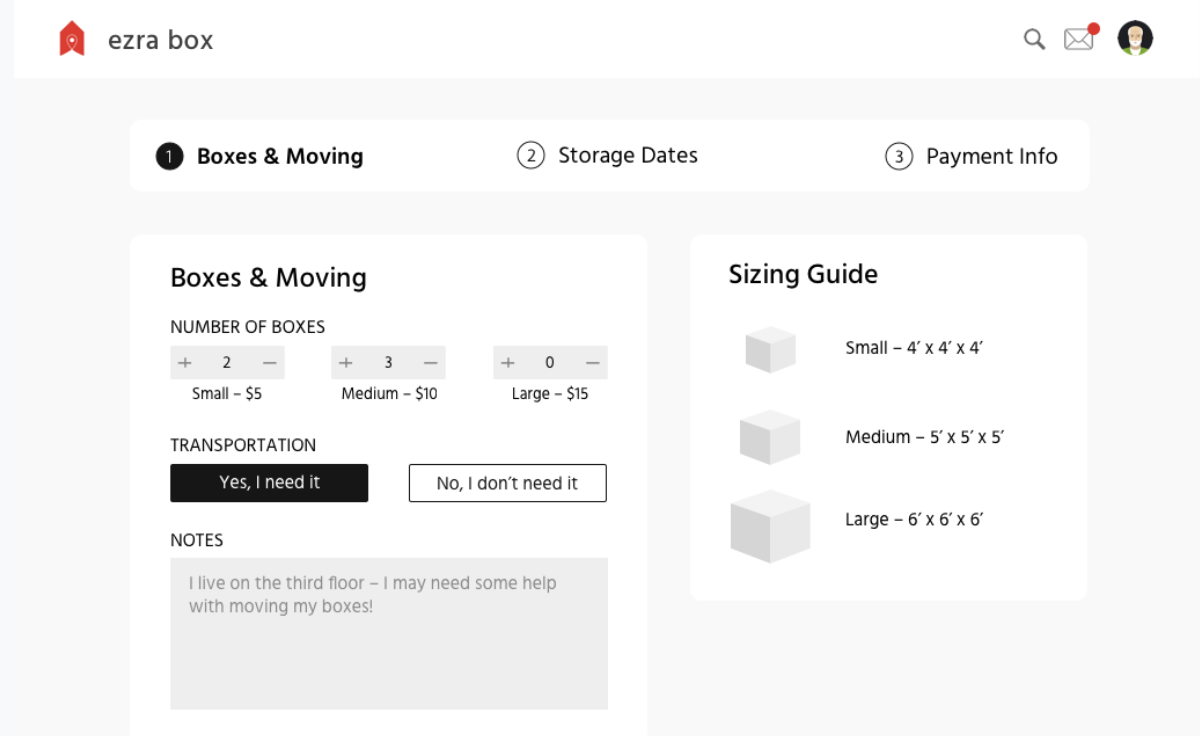 ezra box
1 Boxes & Moving
2 Storage Dates
3 Payment Info
Boxes & Moving
NUMBER OF BOXES
+ 2 − + 3 − + 0 −
Small – $5 Medium – $10 Large – $15
TRANSPORTATION
Yes, I need it No, I don’t need it
NOTES
I live on the third floor – I may need some help
with moving my boxes!
Sizing Guide
Small – 4′ x 4′ x 4′
Medium – 5′ x 5′ x 5′
Large – 6′ x 6′ x 6′